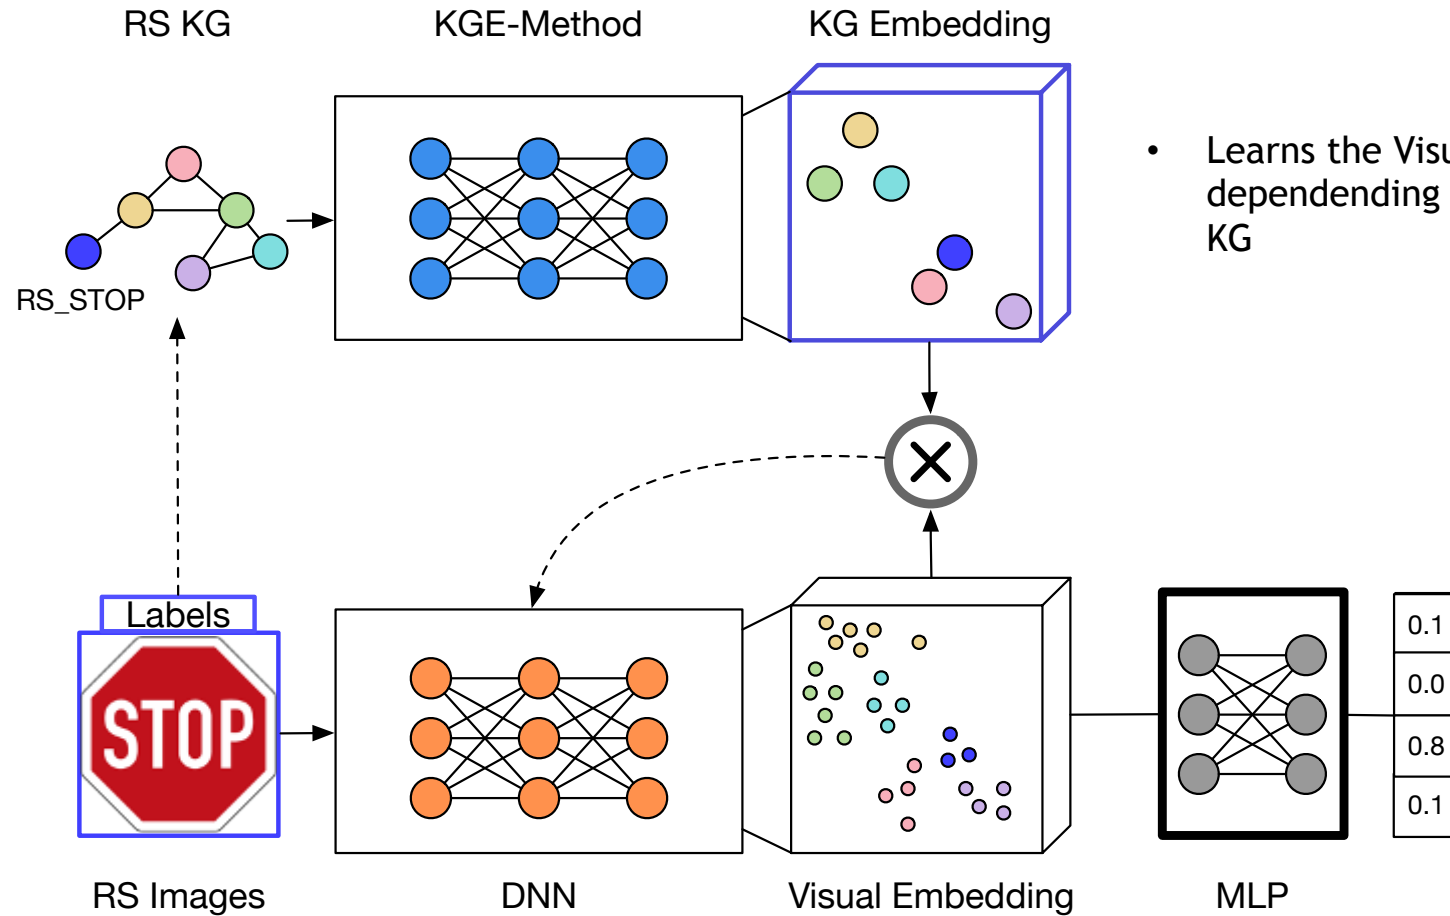 RS KG
KGE-Method
KG Embedding
• Learns the
dependending
KG
RS_STOP
Labels
STOP
0.1
0.0
0.8
0.1
RS Images
DNN
Visual Embedding
MLP